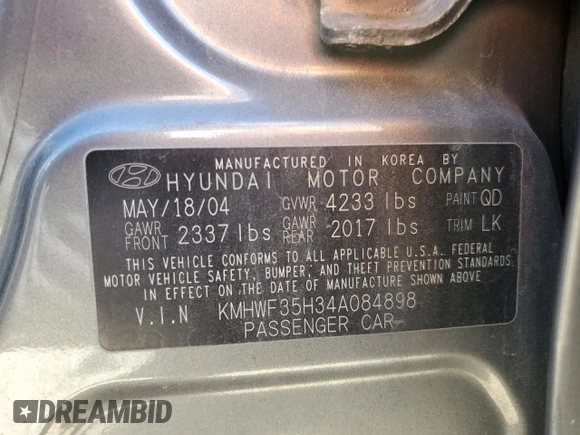 MANUFACTURED IN KOREA BY
HYUNDAI MOTOR COMPANY
MAY/18/04 GVWR 4233 lbs PAINT QD
GAWR FRONT 2337 lbs GAWR REAR 2017 lbs TRIM LK
THIS VEHICLE CONFORMS TO ALL APPLICABLE U.S.A. FEDERAL
MOTOR VEHICLE SAFETY, BUMPER, AND THEFT PREVENTION STANDARDS
IN EFFECT ON THE DATE OF MANUFACTURE SHOWN ABOVE.
V.I.N KMHWF35H34A084898
PASSENGER CAR
DREAMBID